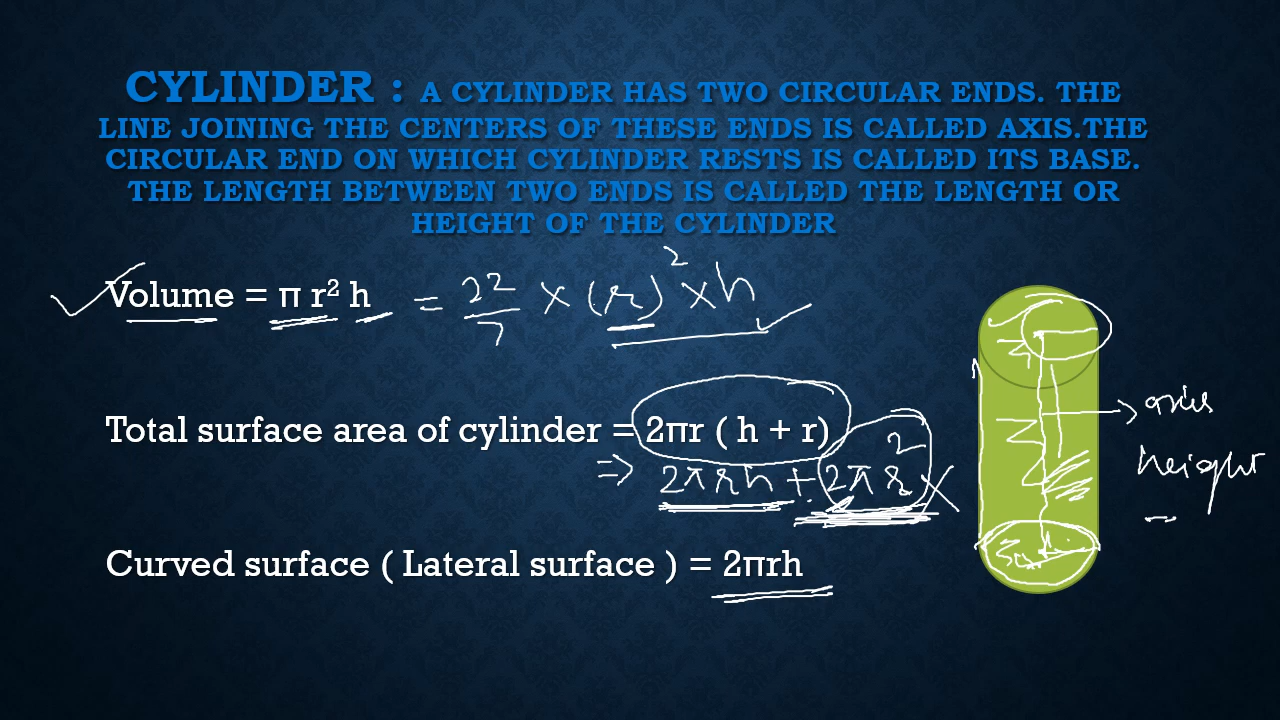 CYLINDER : A CYLINDER HAS TWO CIRCULAR ENDS. THE
LINE JOINING THE CENTERS OF THESE ENDS IS CALLED AXIS.THE
CIRCULAR END ON WHICH CYLINDER RESTS IS CALLED ITS BASE.
THE LENGTH BETWEEN TWO ENDS IS CALLED THE LENGTH OR
HEIGHT OF THE CYLINDER
Volume = π r² h = 22/7 × (r)² × h
Total surface area of cylinder = 2πr ( h + r)
=> 2πrh + 2πr²
Curved surface ( Lateral surface ) = 2πrh
axis
height